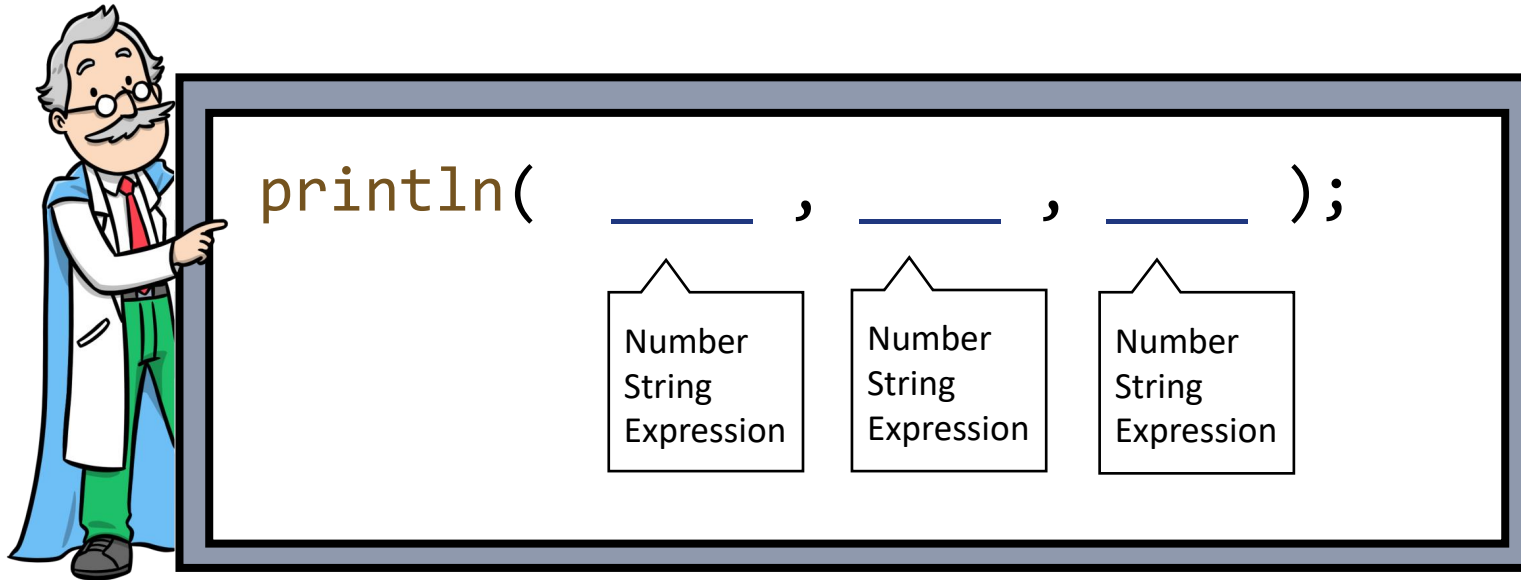 println( ____ , ____ , ____ );
Number
String
Expression
Number
String
Expression
Number
String
Expression